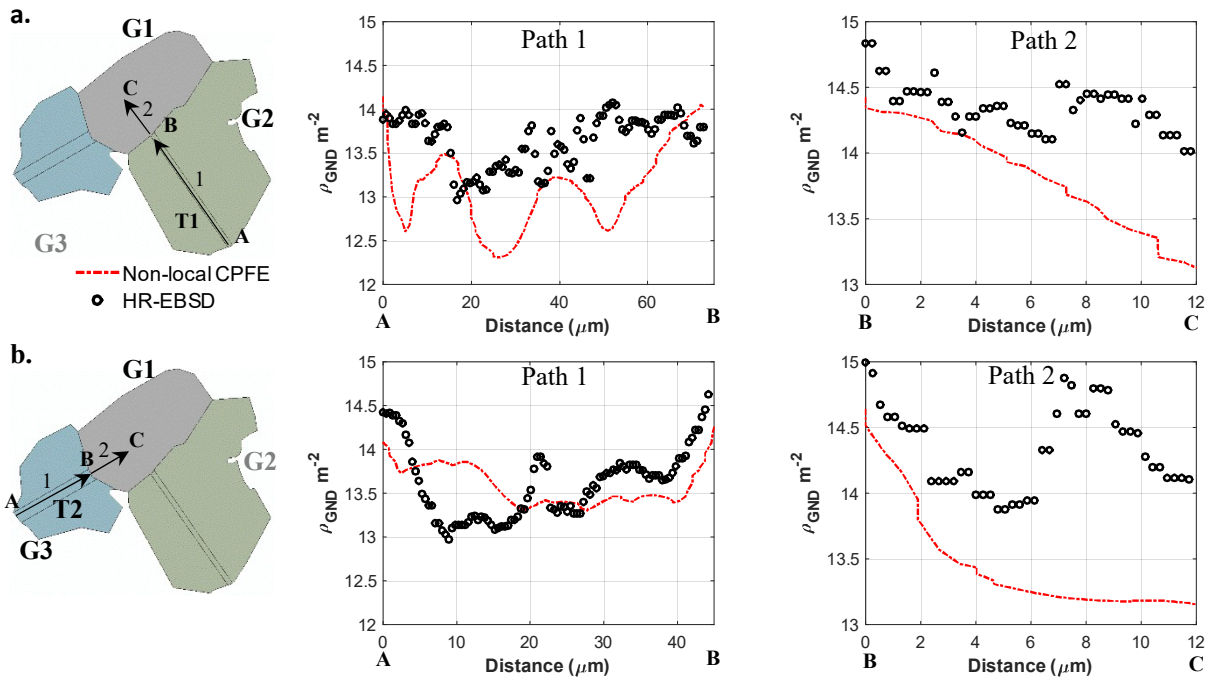 a.
G1
C
2
B
G2
1
T1
A
G3
Non-local CPFE
HR-EBSD
Path 1
ρGND m-2
15
14.5
14
13.5
13
12.5
12
0
20
40
60
A
Distance (μm)
B
Path 2
ρGND m-2
15
14.5
14
13.5
13
0
2
4
6
8
10
12
B
Distance (μm)
C
b.
G1
C
B
2
G2
1
A
T2
G3
Path 1
ρGND m-2
15
14.5
14
13.5
13
12.5
12
0
10
20
30
40
A
Distance (μm)
B
Path 2
ρGND m-2
15
14.5
14
13.5
13
0
2
4
6
8
10
12
B
Distance (μm)
C